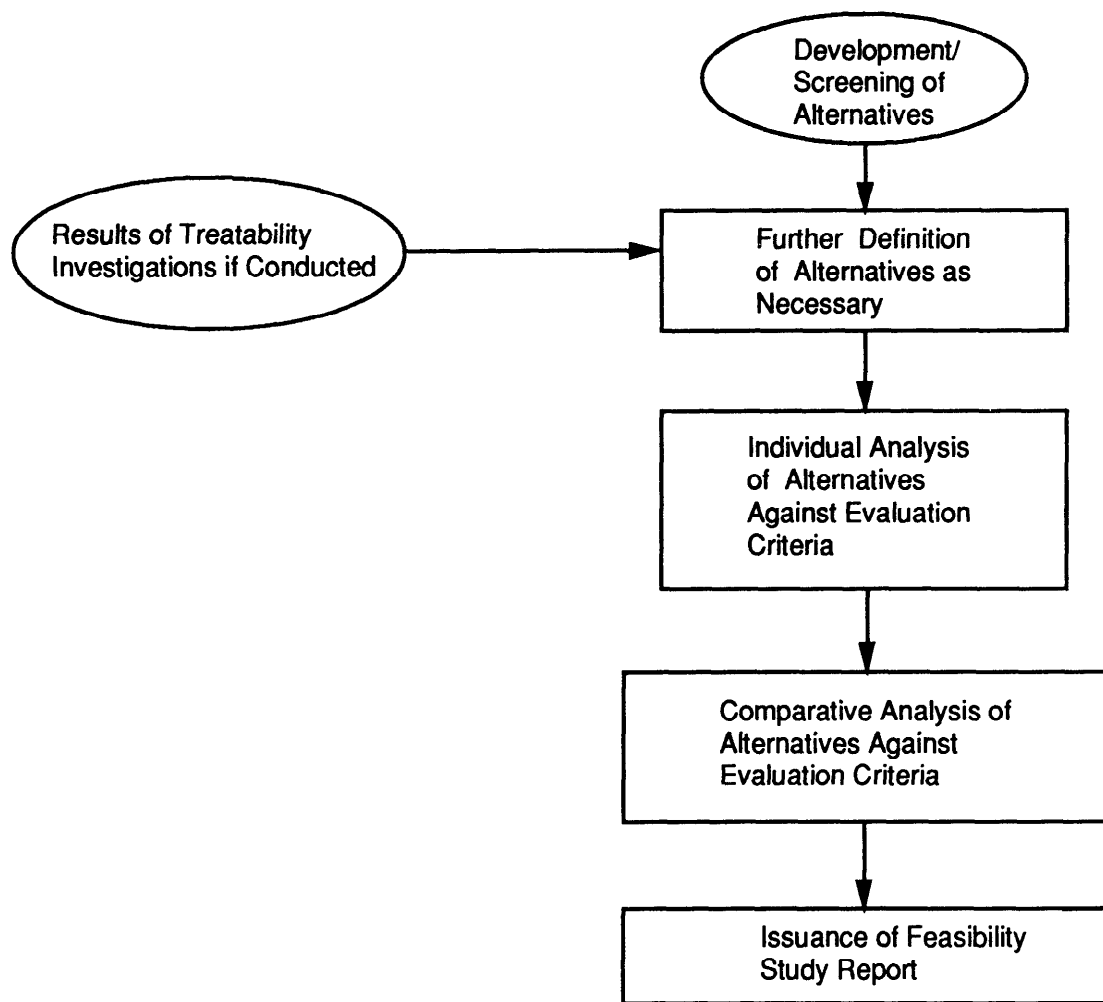 Development/
Screening of
Alternatives
Results of Treatability
Investigations if Conducted
Further Definition
of Alternatives as
Necessary
Individual Analysis
of Alternatives
Against Evaluation
Criteria
Comparative Analysis of
Alternatives Against
Evaluation Criteria
Issuance of Feasibility
Study Report